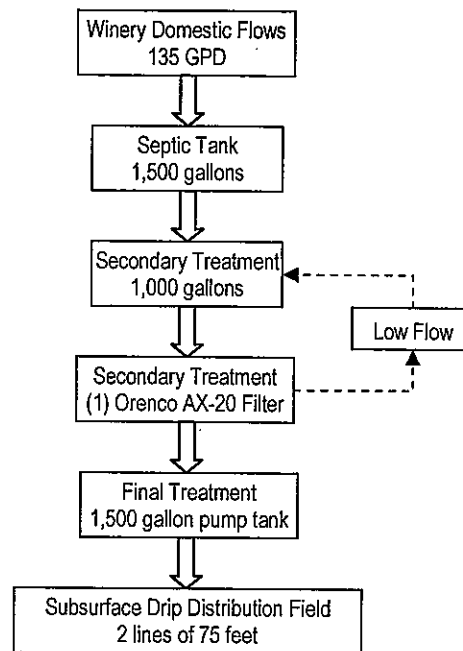 Winery Domestic Flows
135 GPD
Septic Tank
1,500 gallons
Secondary Treatment
1,000 gallons
Low Flow
Secondary Treatment
(1) Orenco AX-20 Filter
Final Treatment
1,500 gallon pump tank
Subsurface Drip Distribution Field
2 lines of 75 feet